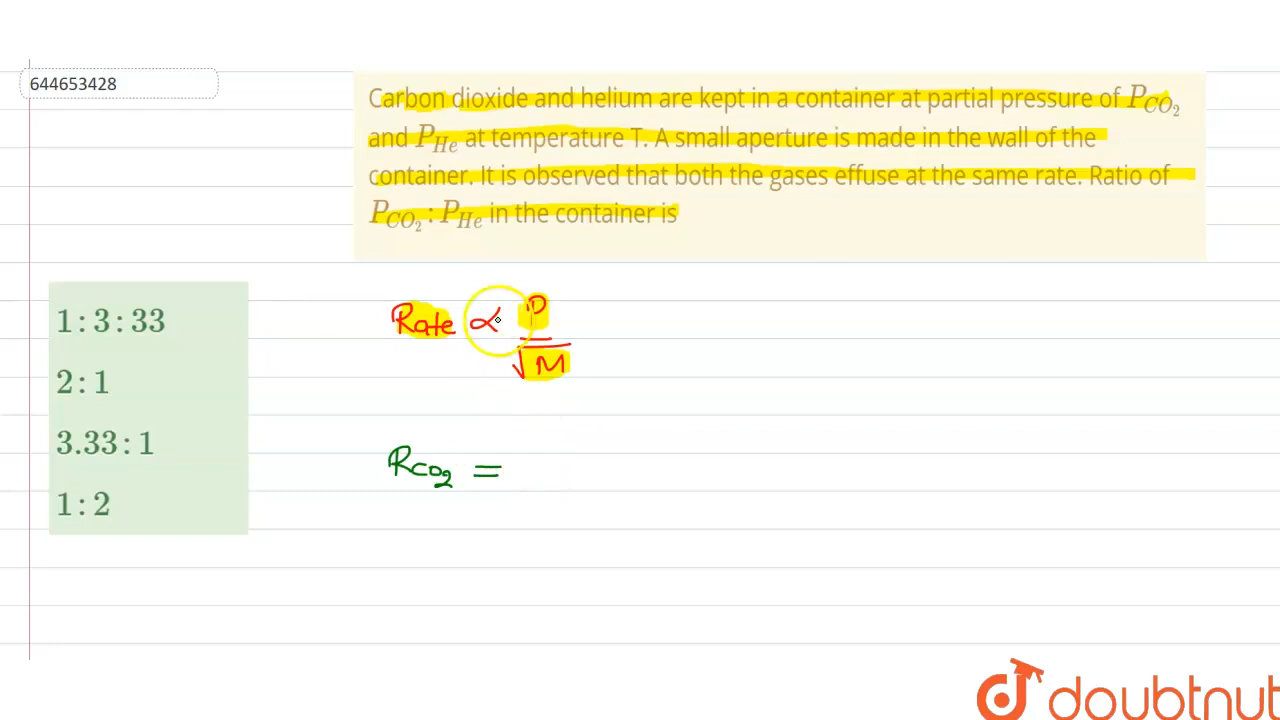 644653428
Carbon dioxide and helium are kept in a container at partial pressure of P_{CO_2}
and P_{He} at temperature T. A small aperture is made in the wall of the
container. It is observed that both the gases effuse at the same rate. Ratio of
P_{CO_2} : P_{He} in the container is
1 : 3 : 33
2 : 1
3.33 : 1
1 : 2
Rate ∝ P/√M
R_{CO_2} =
doubtnut